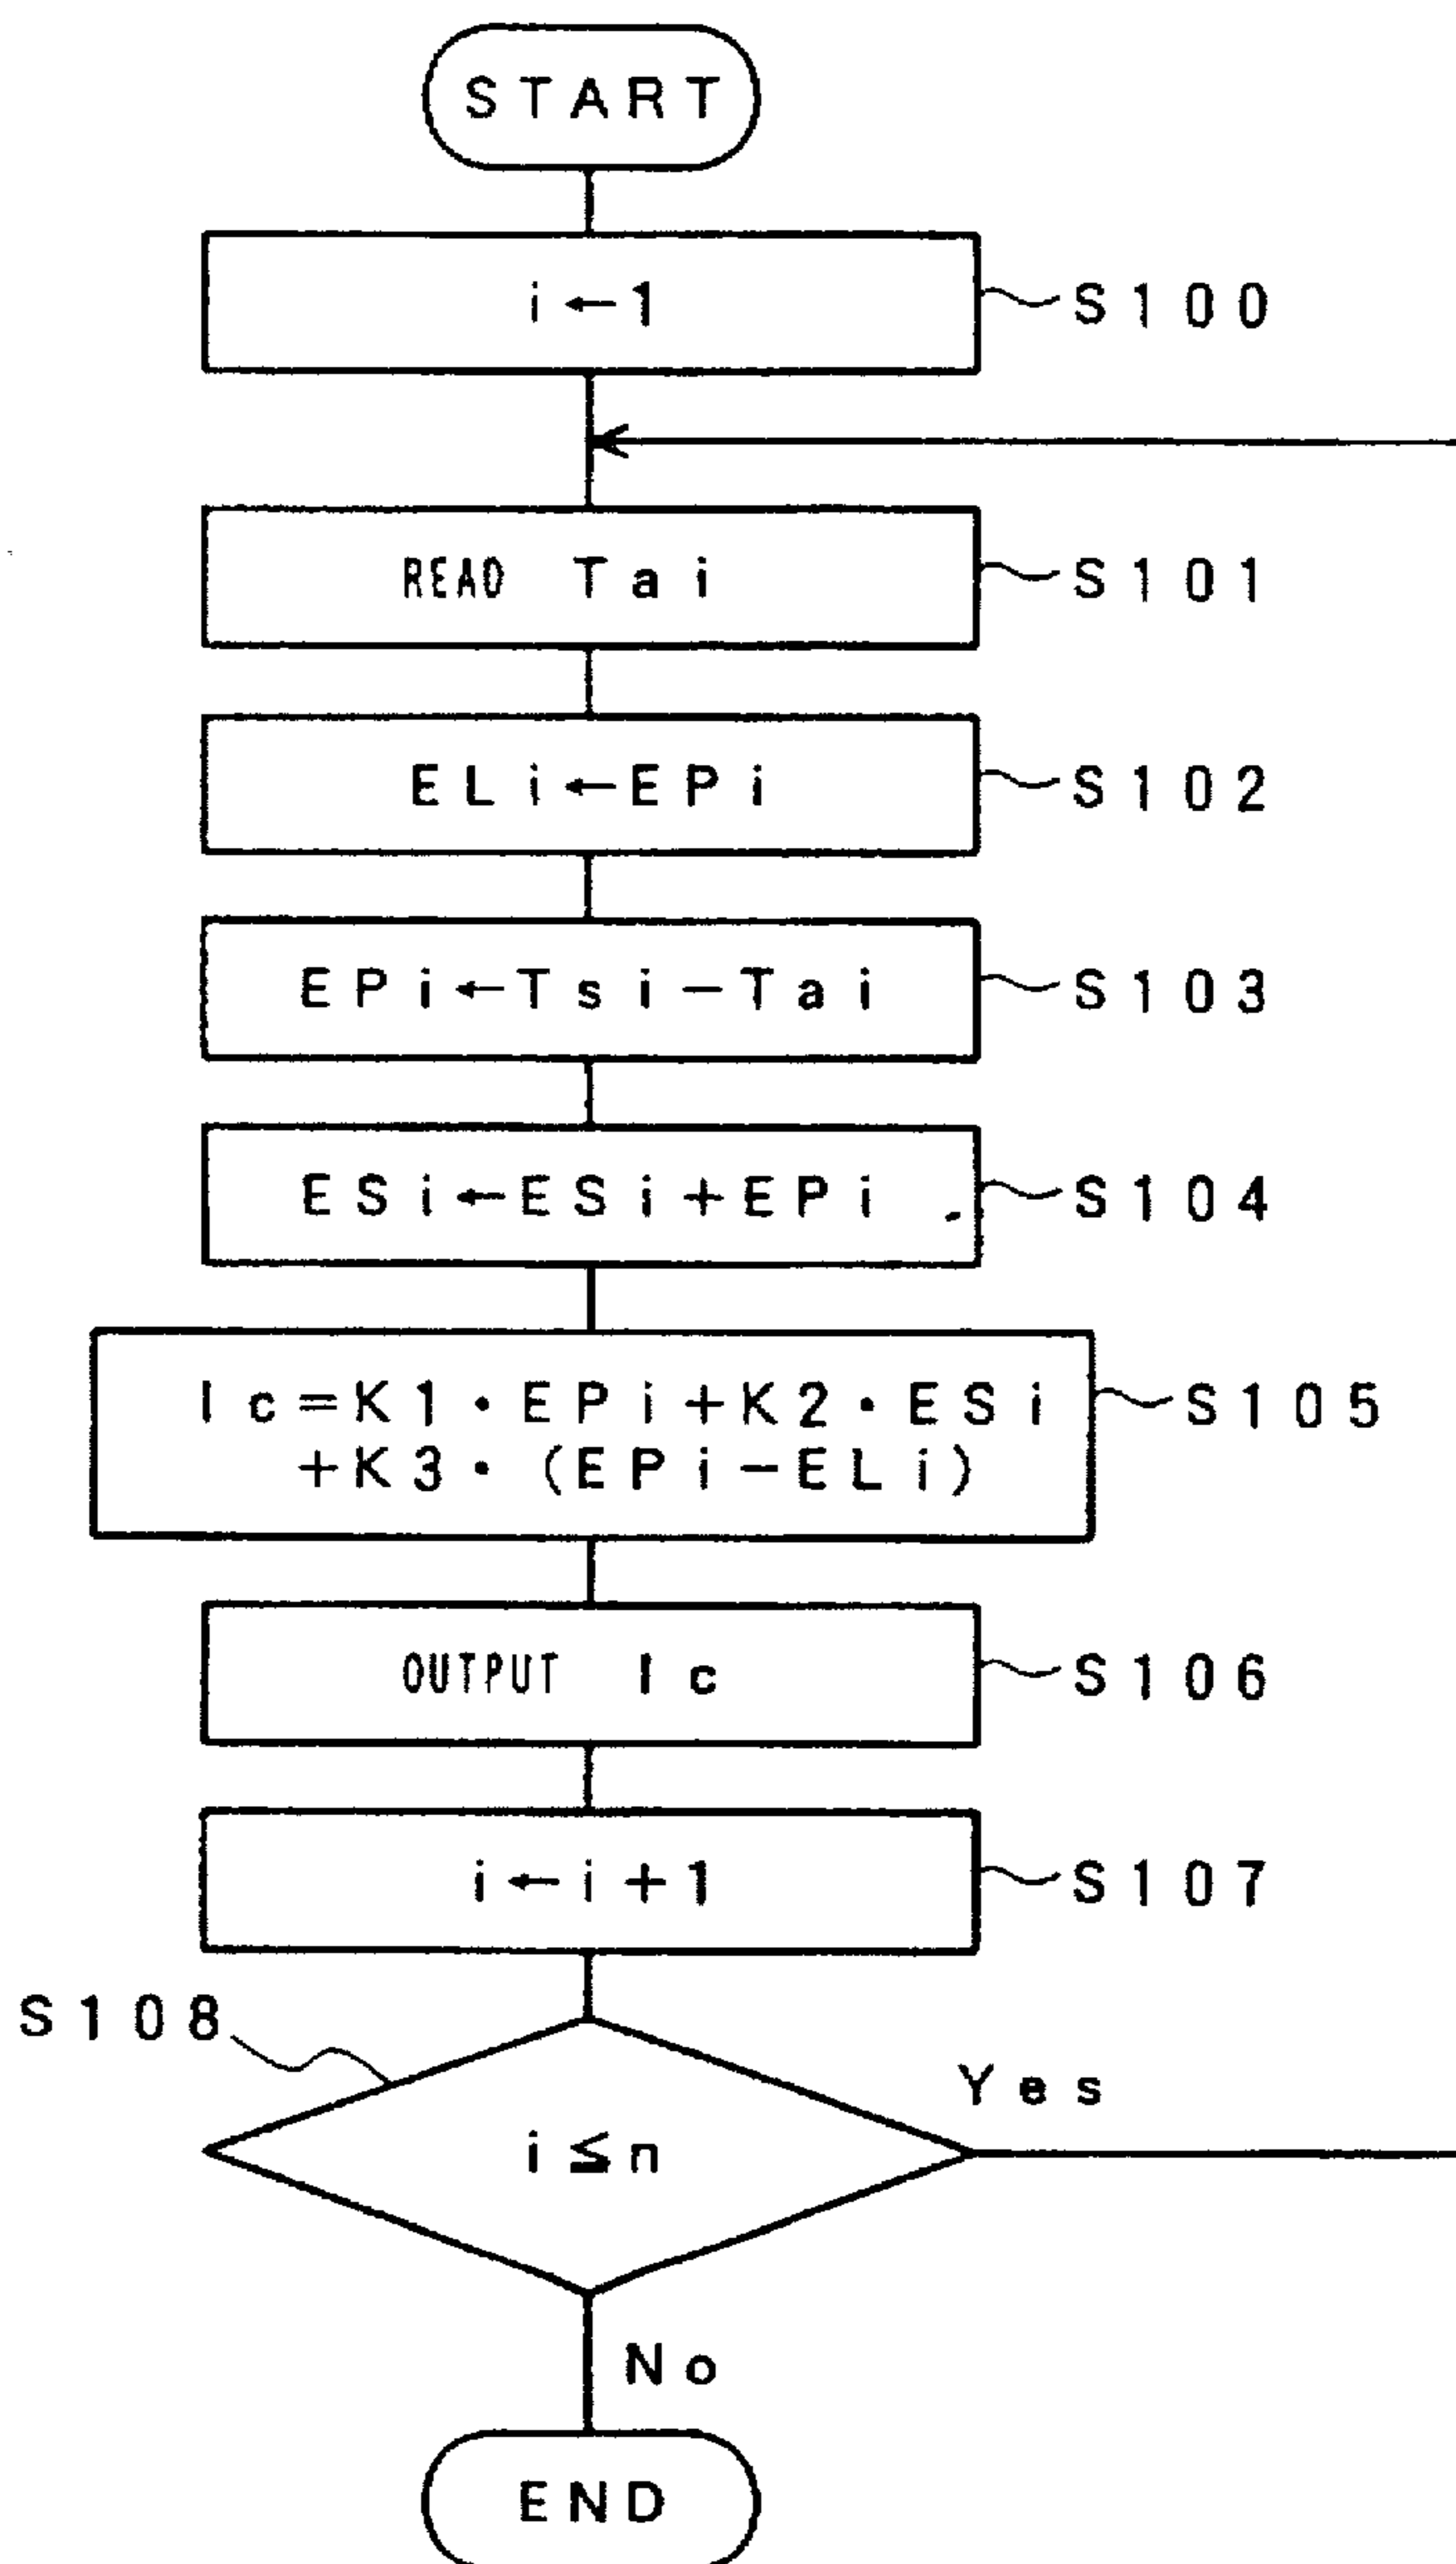 START
i←1
S100
READ Tai
S101
ELi←EPi
S102
EPi←Tsi−Tai
S103
ESi←ESi+EPi
S104
Ic=K1・EPi+K2・ESi
+K3・(EPi−ELi)
S105
OUTPUT Ic
S106
i←i+1
S107
S108
i≦n
Yes
No
END